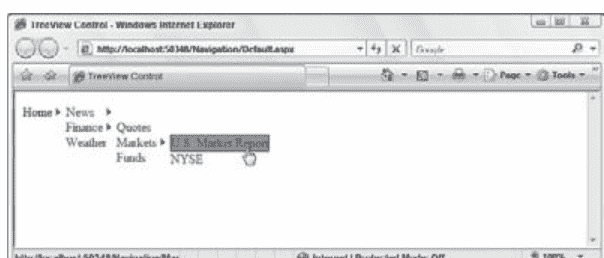 TreeView Control - Windows Internet Explorer
http://localhost:50348/Navigation/Default.aspx
Google
TreeView Control
Page
Tools
Home News
Finance Quotes
Weather Markets U.S. Market Report
Funds NYSE
Internet | Protected Mode: Off
100%